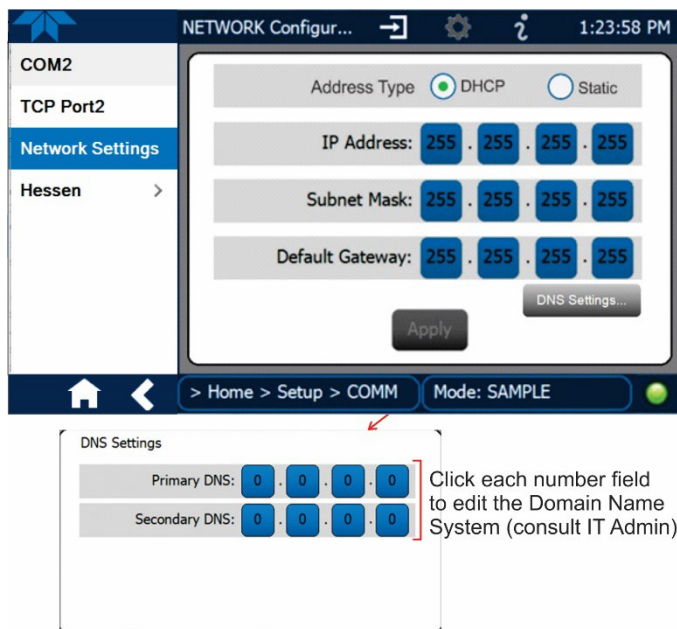 NETWORK Configur... 1:23:58 PM
COM2
TCP Port2
Network Settings
Hessen >
Address Type DHCP Static
IP Address: 255 . 255 . 255 . 255
Subnet Mask: 255 . 255 . 255 . 255
Default Gateway: 255 . 255 . 255 . 255
DNS Settings...
Apply
> Home > Setup > COMM Mode: SAMPLE
DNS Settings
Primary DNS: 0 . 0 . 0 . 0
Secondary DNS: 0 . 0 . 0 . 0
Click each number field
to edit the Domain Name
System (consult IT Admin)